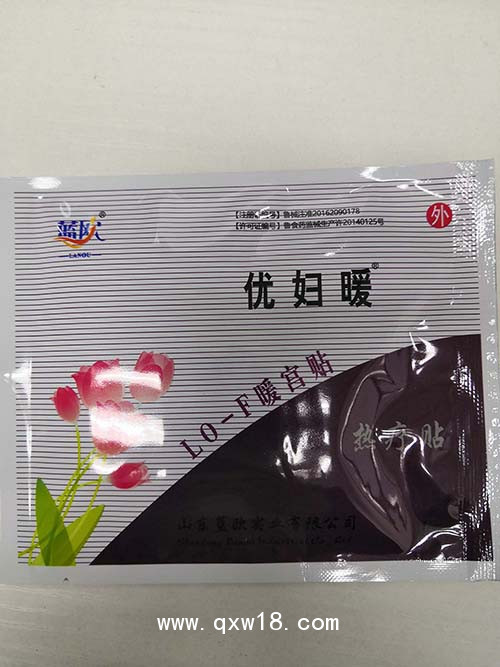 蓝欧®
LANOU
【注册证编号】鲁械注准20162090178
【许可证编号】鲁食药监械生产许20140125号
外
优妇暖®
LO-F暖宫贴
热疗贴
山东蓝欧实业有限公司
www.qxw18.com